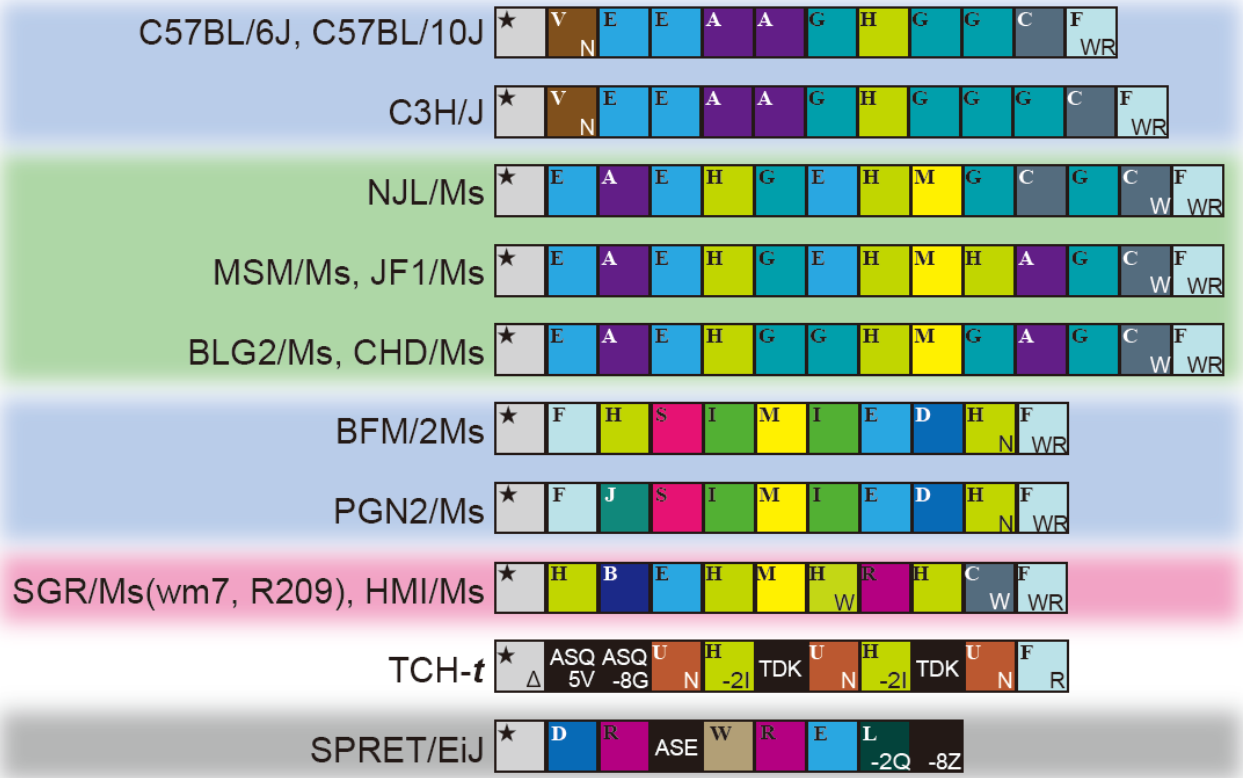 C57BL/6J, C57BL/10J ★ V N E E A A G H G G C F WR
C3H/J ★ V N E E A A G H G G G C F WR
NJL/Ms ★ E A E H G E H M G C G C W F WR
MSM/Ms, JF1/Ms ★ E A E H G E H M H A G C W F WR
BLG2/Ms, CHD/Ms ★ E A E H G G H M G A G C W F WR
BFM/2Ms ★ F H S I M I E D H N F WR
PGN2/Ms ★ F J S I M I E D H N F WR
SGR/Ms(wm7, R209), HMI/Ms ★ H B E H M H W R H C W F WR
TCH-t ★ Δ ASQ 5V ASQ -8G U N H -2I TDK U N H -2I TDK U N F R
SPRET/EiJ ★ D R ASE W R E L -2Q -8Z